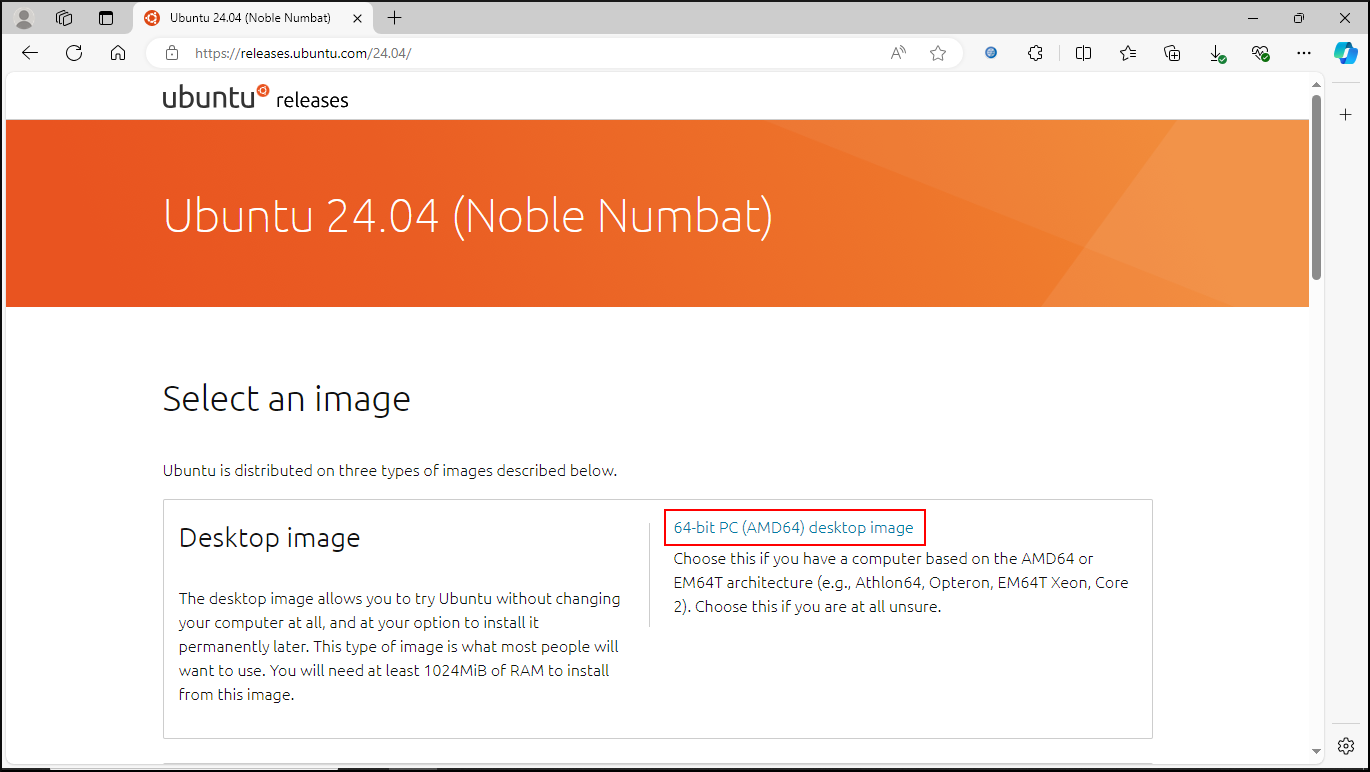 Ubuntu 24.04 (Noble Numbat)
https://releases.ubuntu.com/24.04/
ubuntu releases
Ubuntu 24.04 (Noble Numbat)
Select an image
Ubuntu is distributed on three types of images described below.
Desktop image
The desktop image allows you to try Ubuntu without changing
your computer at all, and at your option to install it
permanently later. This type of image is what most people will
want to use. You will need at least 1024MiB of RAM to install
from this image.
64-bit PC (AMD64) desktop image
Choose this if you have a computer based on the AMD64 or
EM64T architecture (e.g., Athlon64, Opteron, EM64T Xeon, Core
2). Choose this if you are at all unsure.